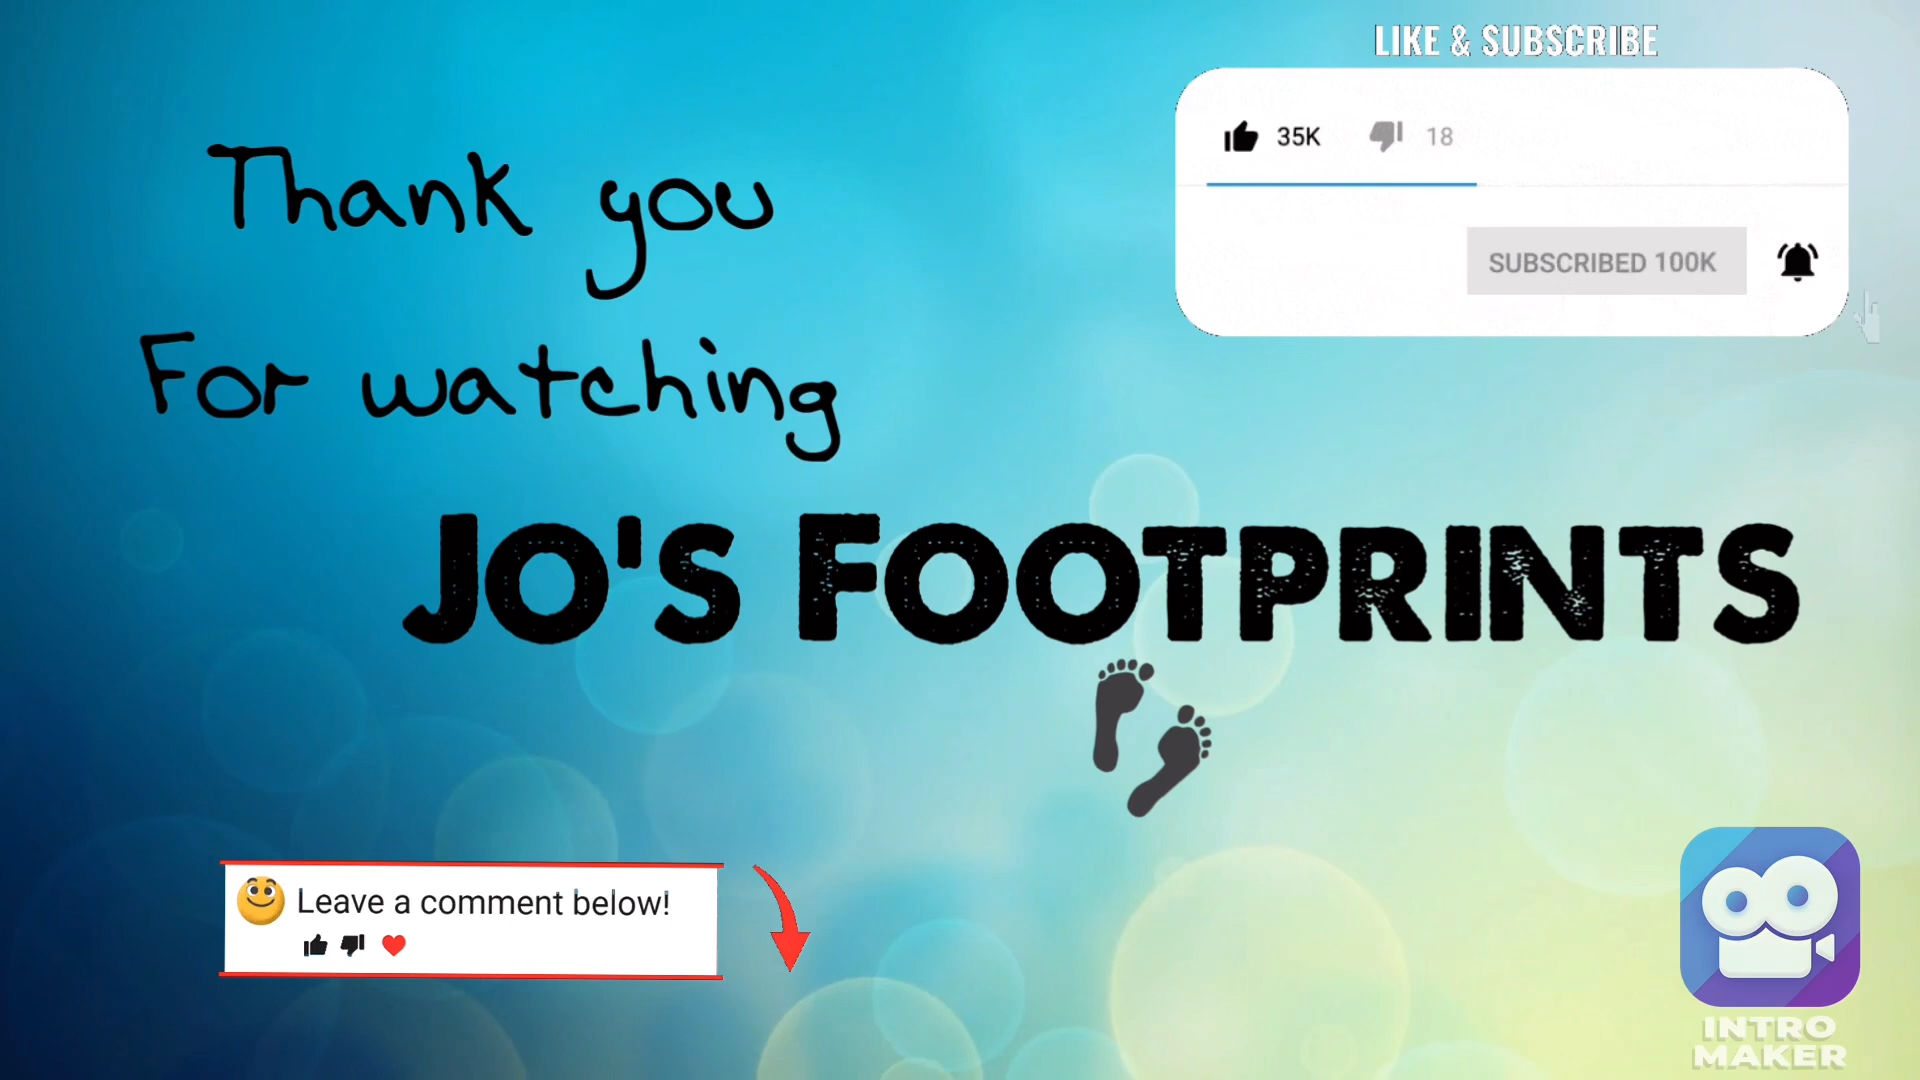 LIKE & SUBSCRIBE
35K 18
SUBSCRIBED 100K
Thank you
For watching
JO'S FOOTPRINTS
Leave a comment below!
INTRO
MAKER